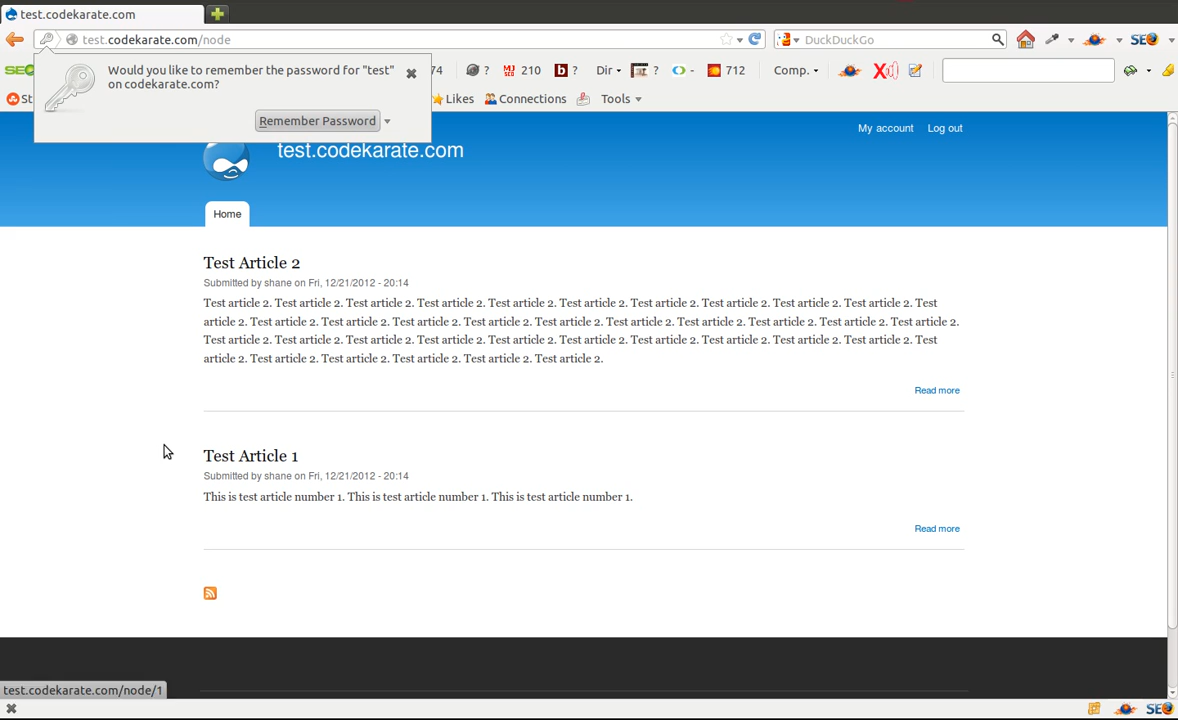 test.codekarate.com
test.codekarate.com/node
DuckDuckGo
SEO
Would you like to remember the password for "test"
on codekarate.com?
Remember Password
74 ? 210 ? Dir ? - 712 Comp.
St
Likes Connections Tools
My account Log out
test.codekarate.com
Home
Test Article 2
Submitted by shane on Fri, 12/21/2012 - 20:14
Test article 2. Test article 2. Test article 2. Test article 2. Test article 2. Test article 2. Test article 2. Test article 2. Test article 2. Test article 2. Test
article 2. Test article 2. Test article 2. Test article 2. Test article 2. Test article 2. Test article 2. Test article 2. Test article 2. Test article 2. Test article 2.
Test article 2. Test article 2. Test article 2. Test article 2. Test article 2. Test article 2. Test article 2. Test article 2. Test article 2. Test article 2. Test
article 2. Test article 2. Test article 2. Test article 2. Test article 2. Test article 2.
Read more
Test Article 1
Submitted by shane on Fri, 12/21/2012 - 20:14
This is test article number 1. This is test article number 1. This is test article number 1.
Read more
test.codekarate.com/node/1
SEO